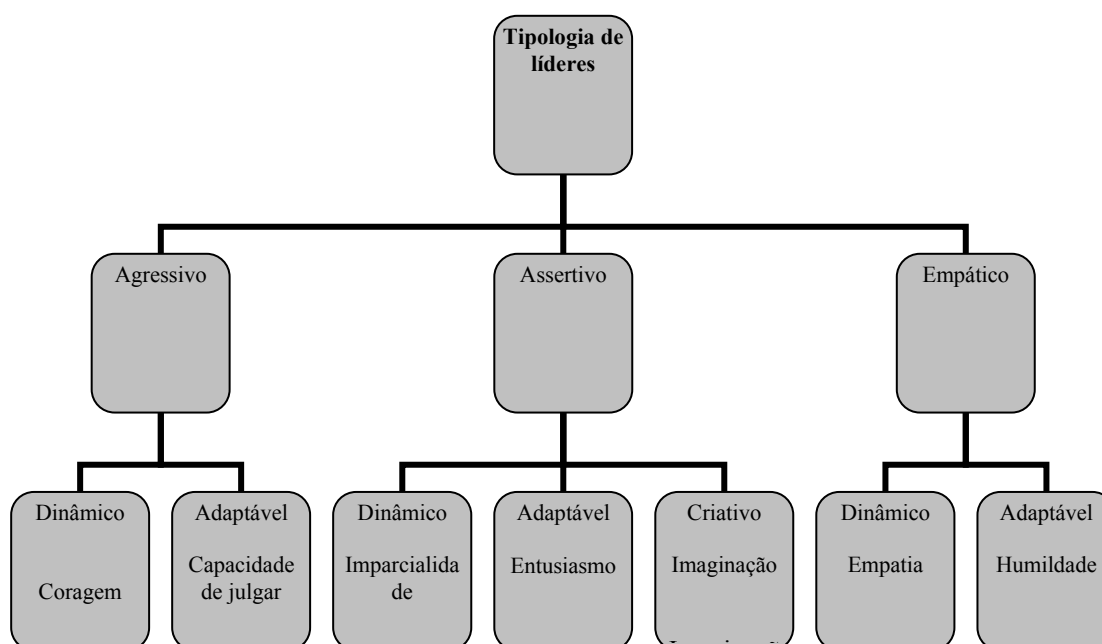 Tipologia de
líderes
Agressivo
Assertivo
Empático
Dinâmico
Coragem
Adaptável
Capacidade
de julgar
Dinâmico
Imparcialida
de
Adaptável
Entusiasmo
Criativo
Imaginação
Dinâmico
Empatia
Adaptável
Humildade